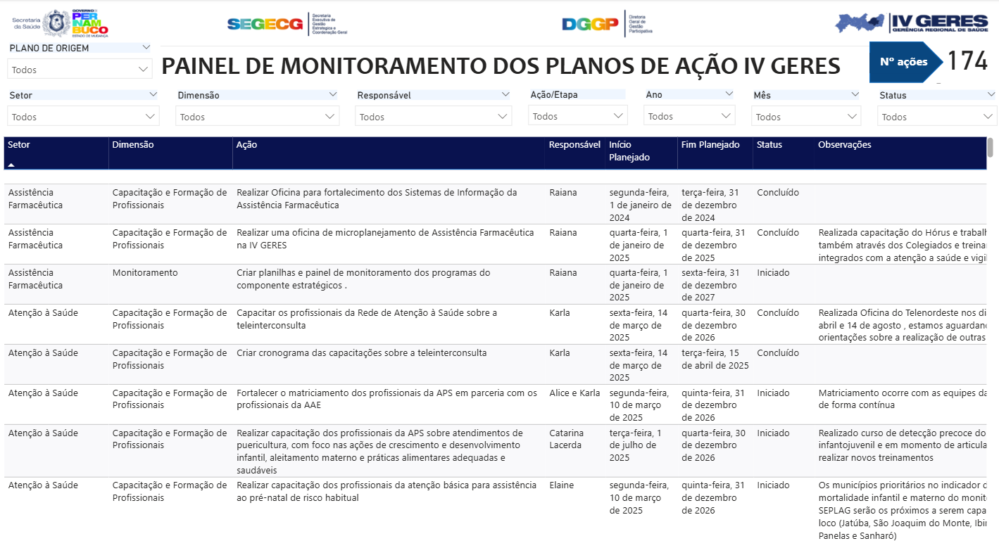 Secretaria
da Saúde
GOVERNO DE
PER
NAM
BUCO
ESTADO DE MUDANÇA
SEGECG
Secretaria
Executiva de
Gestão
Estratégica e
Coordenação Geral
DGGP
Diretoria
Geral de
Gestão
Participativa
IV GERES
GERÊNCIA REGIONAL DE SAÚDE
PLANO DE ORIGEM
Todos
PAINEL DE MONITORAMENTO DOS PLANOS DE AÇÃO IV GERES
Nº ações
174
Setor Dimensão Responsável Ação/Etapa Ano Mês Status
Todos Todos Todos Todos Todos Todos Todos
Setor Dimensão Ação Responsável Início Fim Planejado Status Observações
Planejado
Assistência Capacitação e Formação de Realizar Oficina para fortalecimento dos Sistemas de Informação da Raiana segunda-feira, terça-feira, 31 Concluído
Farmacêutica Profissionais Assistência Farmacêutica 1 de janeiro de de dezembro
2024 de 2024
Assistência Capacitação e Formação de Realizar uma oficina de microplanejamento de Assistência Farmacêutica Raiana quarta-feira, 1 quarta-feira, 31 Concluído Realizada capacitação do Hórus e trabalh
Farmacêutica Profissionais na IV GERES de janeiro de de dezembro também através dos Colegiados e treina
2025 de 2025 integrados com a atenção a saúde e vigi
Assistência Monitoramento Criar planilhas e painel de monitoramento dos programas do Raiana quarta-feira, 1 sexta-feira, 31 Iniciado
Farmacêutica componente estratégicos . de janeiro de de dezembro
2025 de 2027
Atenção à Saúde Capacitação e Formação de Capacitar os profissionais da Rede de Atenção à Saúde sobre a Karla sexta-feira, 14 quarta-feira, 30 Concluído Realizada Oficina do Telenordeste nos di
Profissionais teleinterconsulta de março de de dezembro abril e 14 de agosto , estamos aguardand
2025 de 2026 orientações sobre a realização de outras
Atenção à Saúde Capacitação e Formação de Criar cronograma das capacitações sobre a teleinterconsulta Karla sexta-feira, 14 terça-feira, 15 Concluído
Profissionais de março de de abril de 2025
2025
Atenção à Saúde Capacitação e Formação de Fortalecer o matriciamento dos profissionais da APS em parceria com os Alice e Karla segunda-feira, quinta-feira, 31 Iniciado Matriciamento ocorre com as equipes da
Profissionais profissionais da AAE 10 de março de dezembro de forma contínua
de 2025 de 2026
Atenção à Saúde Capacitação e Formação de Realizar capacitação dos profissionais da APS sobre atendimentos de Catarina terça-feira, 1 quarta-feira, 30 Iniciado Realizado curso de detecção precoce do
Profissionais puericultura, com foco nas ações de crescimento e desenvolvimento Lacerda de julho de de dezembro infantojuvenil e em momento de articula
infantil, aleitamento materno e práticas alimentares adequadas e 2025 de 2026 realizar novos treinamentos
saudáveis
Atenção à Saúde Capacitação e Formação de Realizar capacitação dos profissionais da atenção básica para assistência Elaine segunda-feira, quinta-feira, 31 Iniciado Os municípios prioritários no indicador d
Profissionais ao pré-natal de risco habitual 10 de março de dezembro mortalidade infantil e materno do monit
de 2025 de 2026 SEPLAG serão os próximos a serem capa
loco (Jatúba, São Joaquim do Monte, Ibir
Panelas e Sanharó)